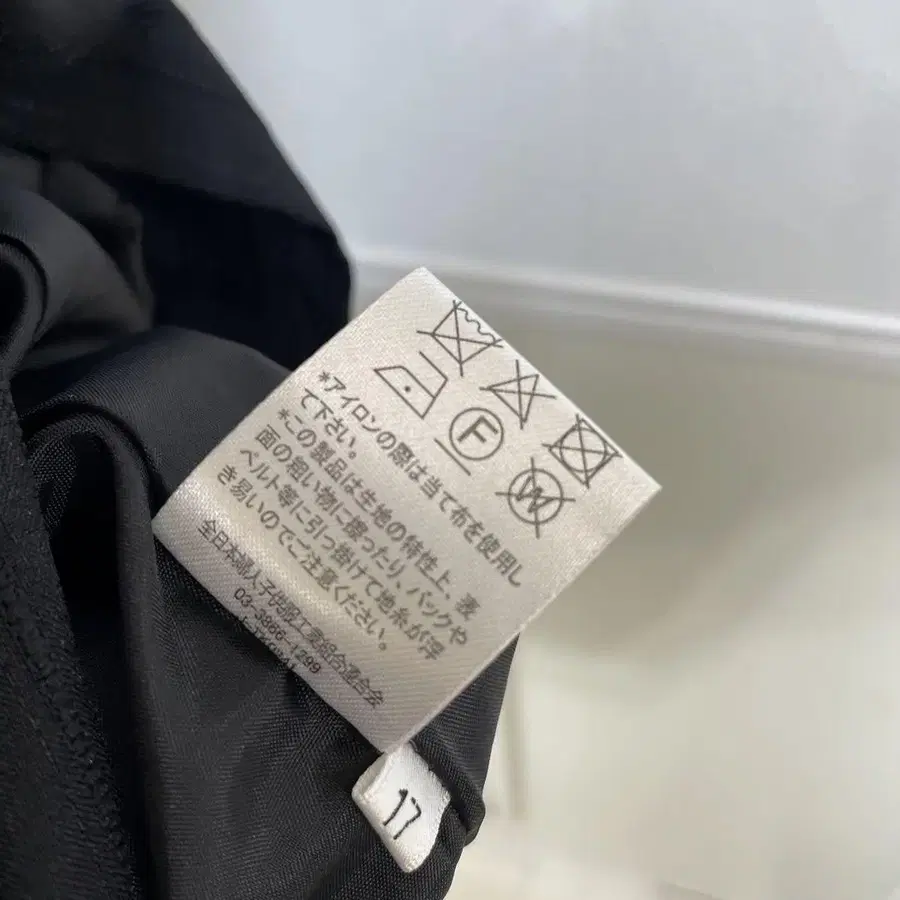 F
W
*アイロンの際は当て布を使用し
て下さい。
*この製品は生地の特性上、表
面の粗い物に擦ったり、バックや
ベルト等に引っ掛けて地糸が浮
き易いのでご注意ください。
全日本婦人子供服工業組合連合会
03-3866-1299
17